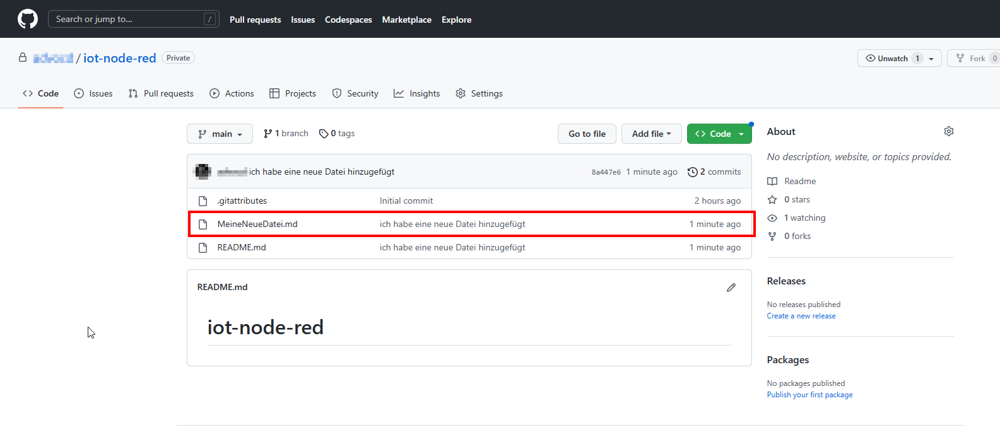 Search or jump to... /
Pull requests Issues Codespaces Marketplace Explore
/ iot-node-red Private
Unwatch 1 Fork 0
Code Issues Pull requests Actions Projects Security Insights Settings
main 1 branch 0 tags Go to file Add file Code
ich habe eine neue Datei hinzugefügt 8a447e6 1 minute ago 2 commits
.gitattributes Initial commit 2 hours ago
MeineNeueDatei.md ich habe eine neue Datei hinzugefügt 1 minute ago
README.md ich habe eine neue Datei hinzugefügt 1 minute ago
README.md
iot-node-red
About
No description, website, or topics provided.
Readme
0 stars
1 watching
0 forks
Releases
No releases published
Create a new release
Packages
No packages published
Publish your first package